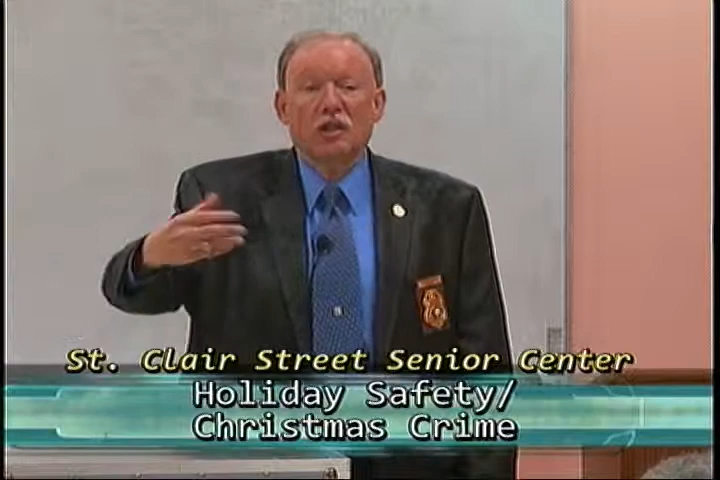 St. Clair Street Senior Center
Holiday Safety/
Christmas Crime